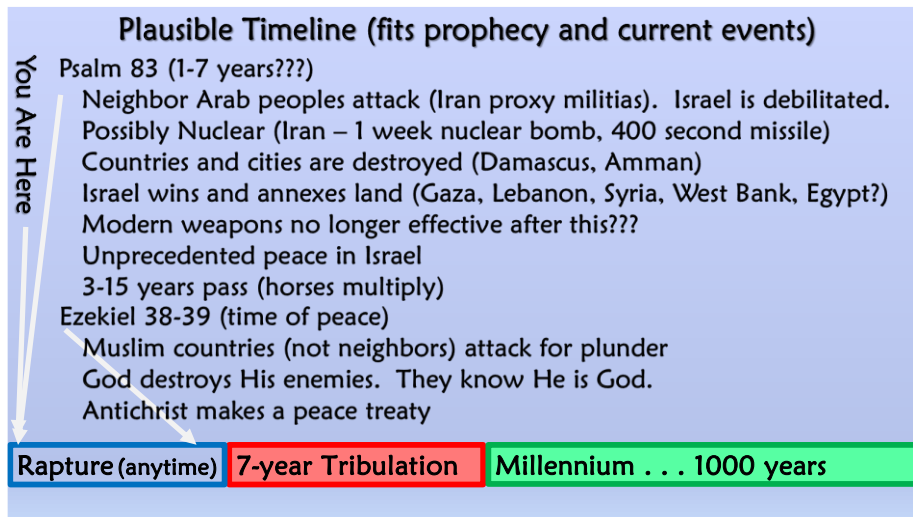 Plausible Timeline (fits prophecy and current events)
You Are Here
Psalm 83 (1-7 years???)
Neighbor Arab peoples attack (Iran proxy militias).  Israel is debilitated.
Possibly Nuclear (Iran – 1 week nuclear bomb, 400 second missile)
Countries and cities are destroyed (Damascus, Amman)
Israel wins and annexes land (Gaza, Lebanon, Syria, West Bank, Egypt?)
Modern weapons no longer effective after this???
Unprecedented peace in Israel
3-15 years pass (horses multiply)
Ezekiel 38-39 (time of peace)
Muslim countries (not neighbors) attack for plunder
God destroys His enemies.  They know He is God.
Antichrist makes a peace treaty
Rapture (anytime) 7-year Tribulation Millennium . . . 1000 years